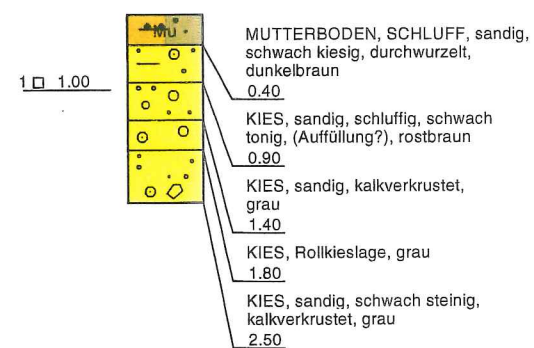 Mu
MUTTERBODEN, SCHLUFF, sandig,
schwach kiesig, durchwurzelt,
dunkelbraun
0.40
1 1.00
KIES, sandig, schluffig, schwach
tonig, (Auffüllung?), rostbraun
0.90
KIES, sandig, kalkverkrustet,
grau
1.40
KIES, Rollkieslage, grau
1.80
KIES, sandig, schwach steinig,
kalkverkrustet, grau
2.50